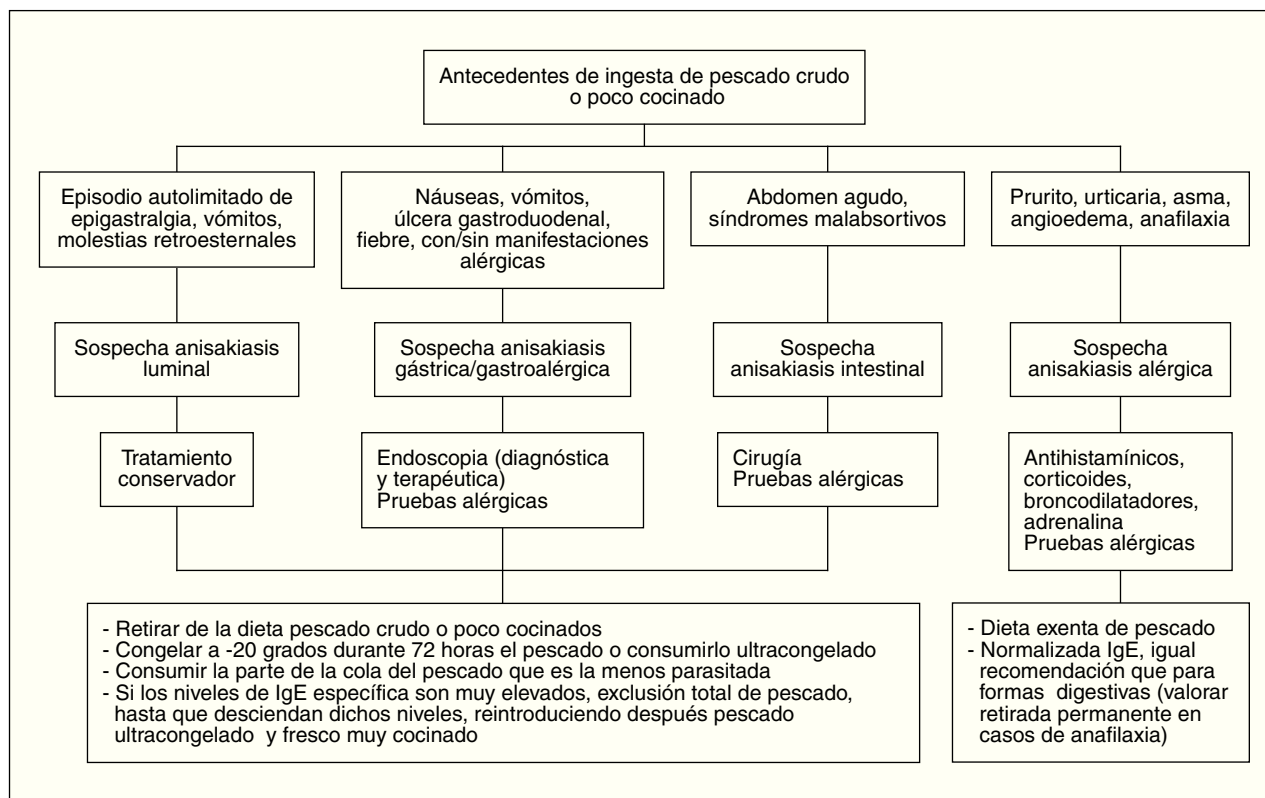 Antecedentes de ingesta de pescado crudo
o poco cocinado
Episodio autolimitado de
epigastralgia, vómitos,
molestias retroesternales
Náuseas, vómitos,
úlcera gastroduodenal,
fiebre, con/sin manifestaciones
alérgicas
Abdomen agudo,
síndromes malabsortivos
Prurito, urticaria, asma,
angioedema, anafilaxia
Sospecha anisakiasis
luminal
Sospecha anisakiasis
gástrica/gastroalérgica
Sospecha
anisakiasis intestinal
Sospecha
anisakiasis alérgica
Tratamiento
conservador
Endoscopia (diagnóstica
y terapéutica)
Pruebas alérgicas
Cirugía
Pruebas alérgicas
Antihistamínicos,
corticoides,
broncodilatadores,
adrenalina
Pruebas alérgicas
- Retirar de la dieta pescado crudo o poco cocinados
- Congelar a -20 grados durante 72 horas el pescado o consumirlo ultracongelado
- Consumir la parte de la cola del pescado que es la menos parasitada
- Si los niveles de IgE específica son muy elevados, exclusión total de pescado,
hasta que desciendan dichos niveles, reintroduciendo después pescado
ultracongelado y fresco muy cocinado
- Dieta exenta de pescado
- Normalizada IgE, igual
recomendación que para
formas digestivas (valorar
retirada permanente en
casos de anafilaxia)